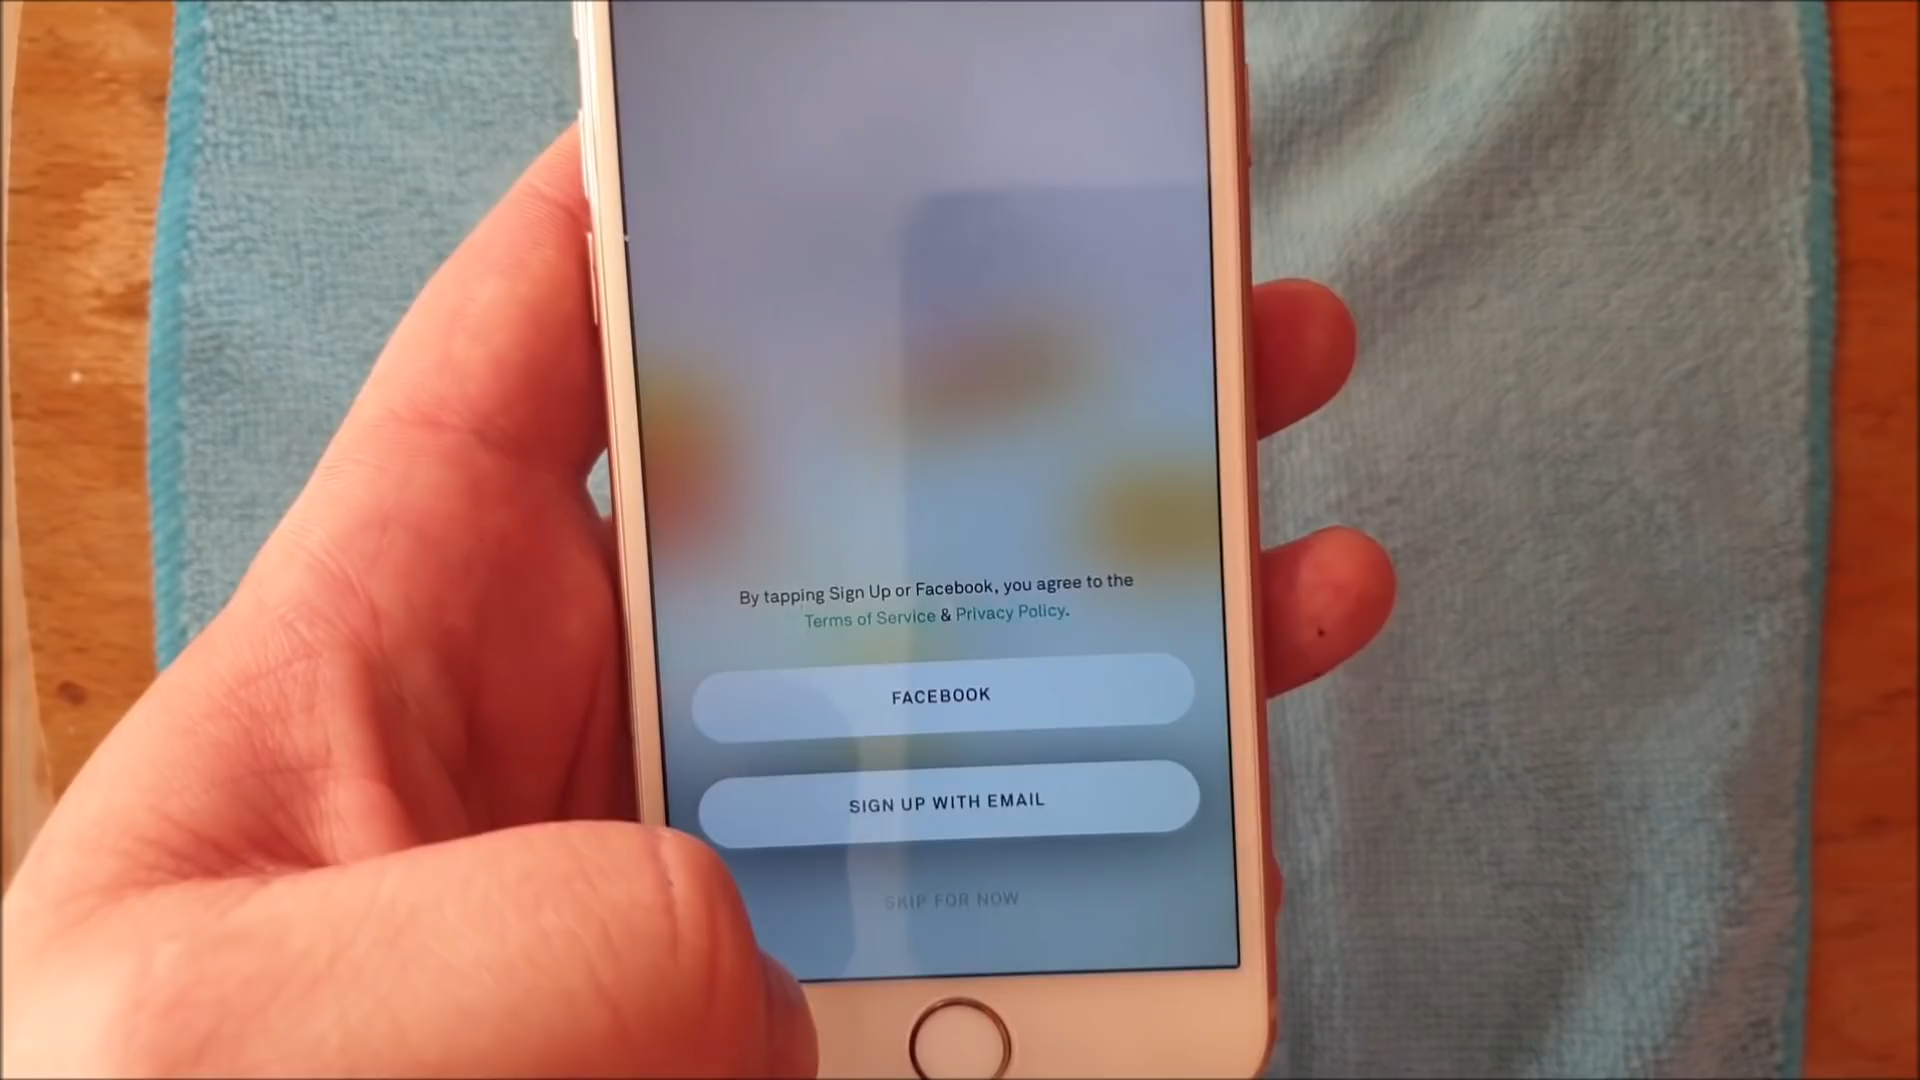 By tapping Sign Up or Facebook, you agree to the
Terms of Service & Privacy Policy.
FACEBOOK
SIGN UP WITH EMAIL
SKIP FOR NOW